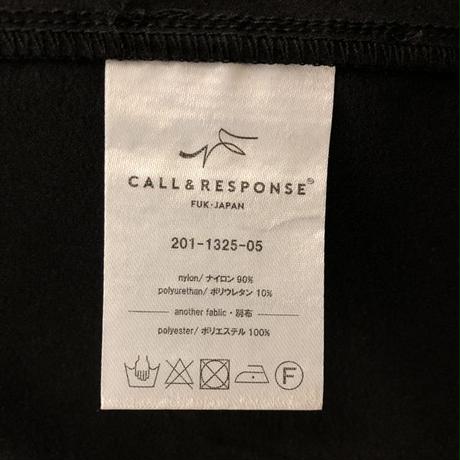 CALL & RESPONSE
FUK・JAPAN
201-1325-05
nylon/ ナイロン 90%
polyurethan/ ポリウレタン 10%
another fablic・別布
polyester/ ポリエステル 100%
F